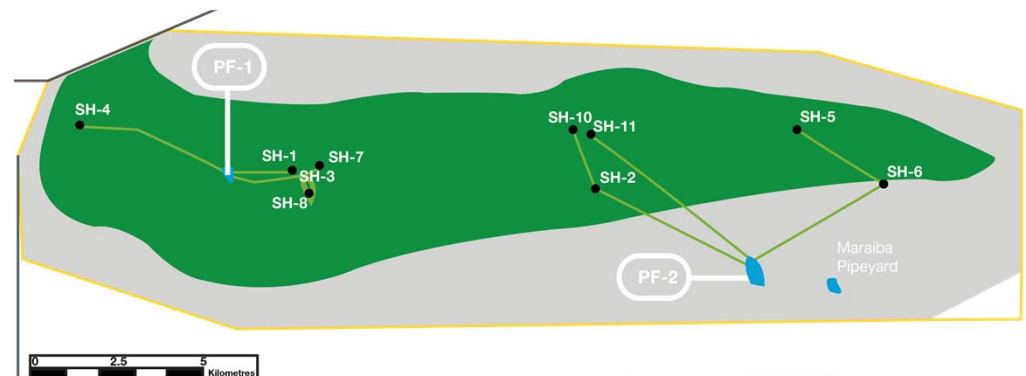 PF-1
SH-4
SH-10
SH-11
SH-5
SH-1
SH-7
SH-3
SH-2
SH-6
SH-8
Maraiba
Pipeyard
PF-2
0 2.5 5
Kilometres